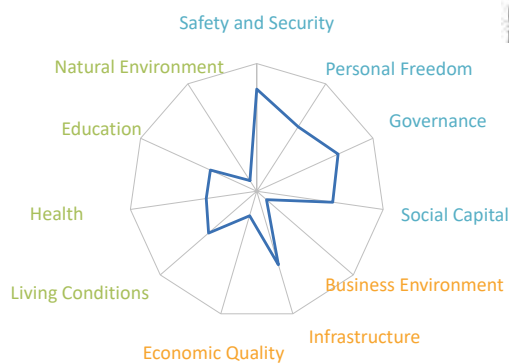 Safety and Security
Natural Environment
Personal Freedom
Education
Governance
Health
Social Capital
Living Conditions
Business Environment
Infrastructure
Economic Quality